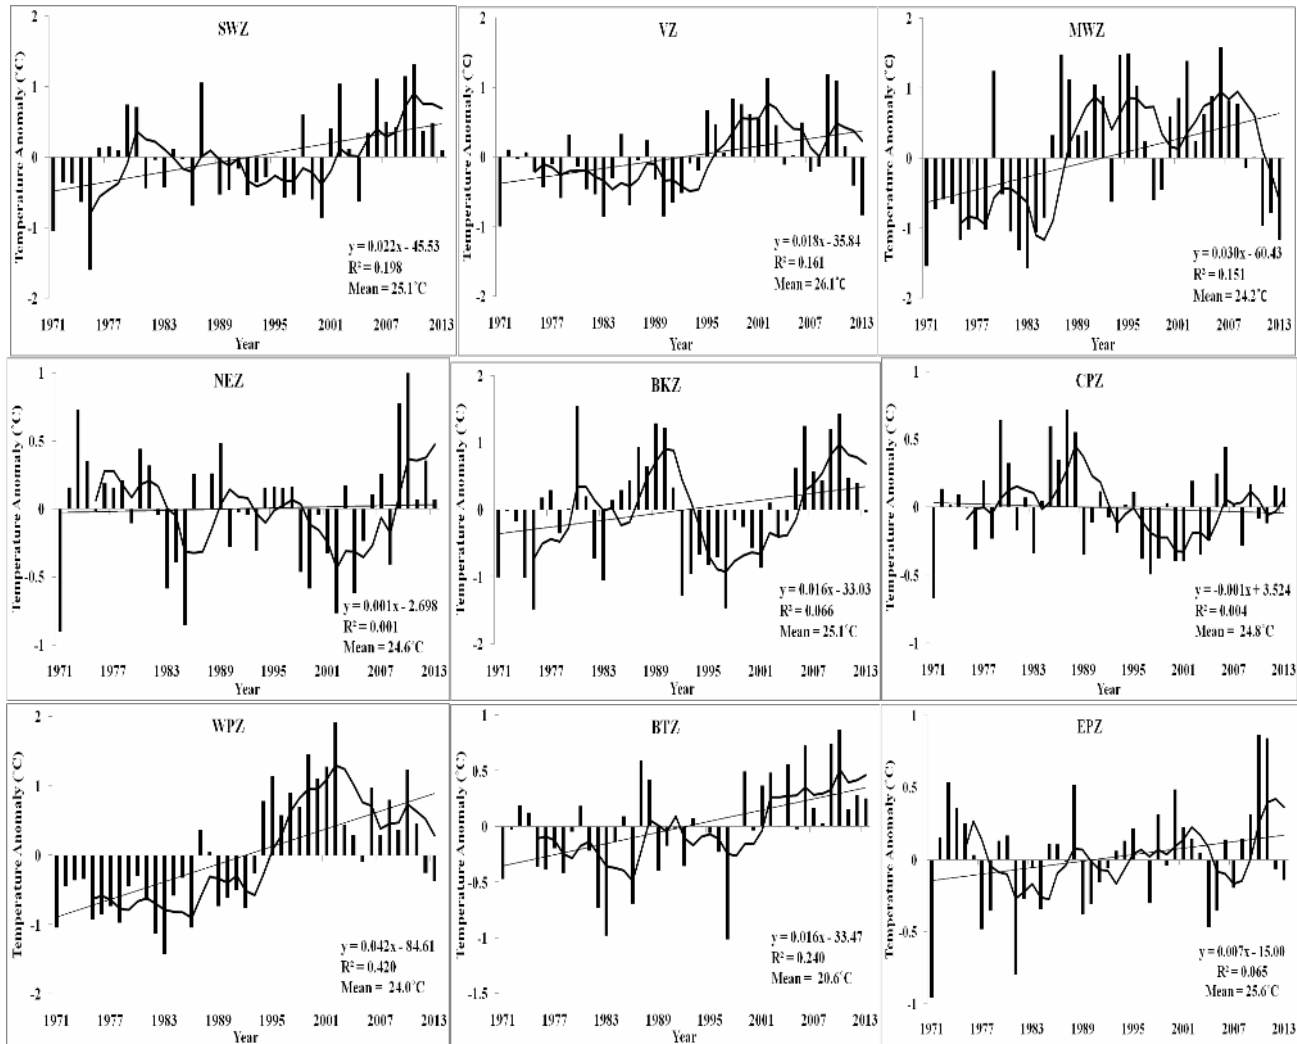 SWZ
Temperature Anomaly (˚C)
2
1
0
-1
-2
y = 0.022x - 45.53
R² = 0.198
Mean = 25.1˚C
1971 1977 1983 1989 1995 2001 2007 2013
Year
VZ
Temperature Anomaly (˚C)
2
1
0
-1
-2
y = 0.018x - 35.84
R² = 0.161
Mean = 26.1˚C
1971 1977 1983 1989 1995 2001 2007 2013
Year
MWZ
Temperature Anomaly (˚C)
2
1
0
-1
-2
y = 0.030x - 60.43
R² = 0.151
Mean = 24.2˚C
1971 1977 1983 1989 1995 2001 2007 2013
Year
NEZ
Temperature Anomaly (˚C)
1
0.5
0
-0.5
-1
y = 0.001x - 2.698
R² = 0.001
Mean = 24.6˚C
1971 1977 1983 1989 1995 2001 2007 2013
Year
BKZ
Temperature Anomaly (˚C)
2
1
0
-1
-2
y = 0.016x - 33.03
R² = 0.066
Mean = 25.1˚C
1971 1977 1983 1989 1995 2001 2007 2013
Year
CPZ
Temperature Anomaly (˚C)
1
0.5
0
-0.5
-1
y = -0.001x + 3.524
R² = 0.004
Mean = 24.8˚C
1971 1977 1983 1989 1995 2001 2007 2013
Year
WPZ
Temperature Anomaly (˚C)
2
1
0
-1
-2
y = 0.042x - 84.61
R² = 0.420
Mean = 24.0˚C
1971 1977 1983 1989 1995 2001 2007 2013
Year
BTZ
Temperature Anomaly (˚C)
1
0.5
0
-0.5
-1
-1.5
y = 0.016x - 33.47
R² = 0.240
Mean = 20.6˚C
1971 1977 1983 1989 1995 2001 2007 2013
Year
EPZ
Temperature Anomaly (˚C)
1
0.5
0
-0.5
-1
y = 0.007x - 15.00
R² = 0.065
Mean = 25.6˚C
1971 1977 1983 1989 1995 2001 2007 2013
Year